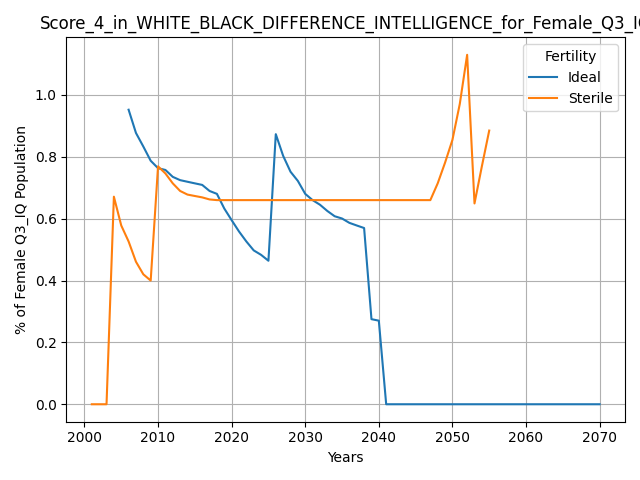 Score_4_in_WHITE_BLACK_DIFFERENCE_INTELLIGENCE_for_Female_Q3_IQ
Fertility
Ideal
Sterile
% of Female Q3_IQ Population
1.0
0.8
0.6
0.4
0.2
0.0
2000 2010 2020 2030 2040 2050 2060 2070
Years